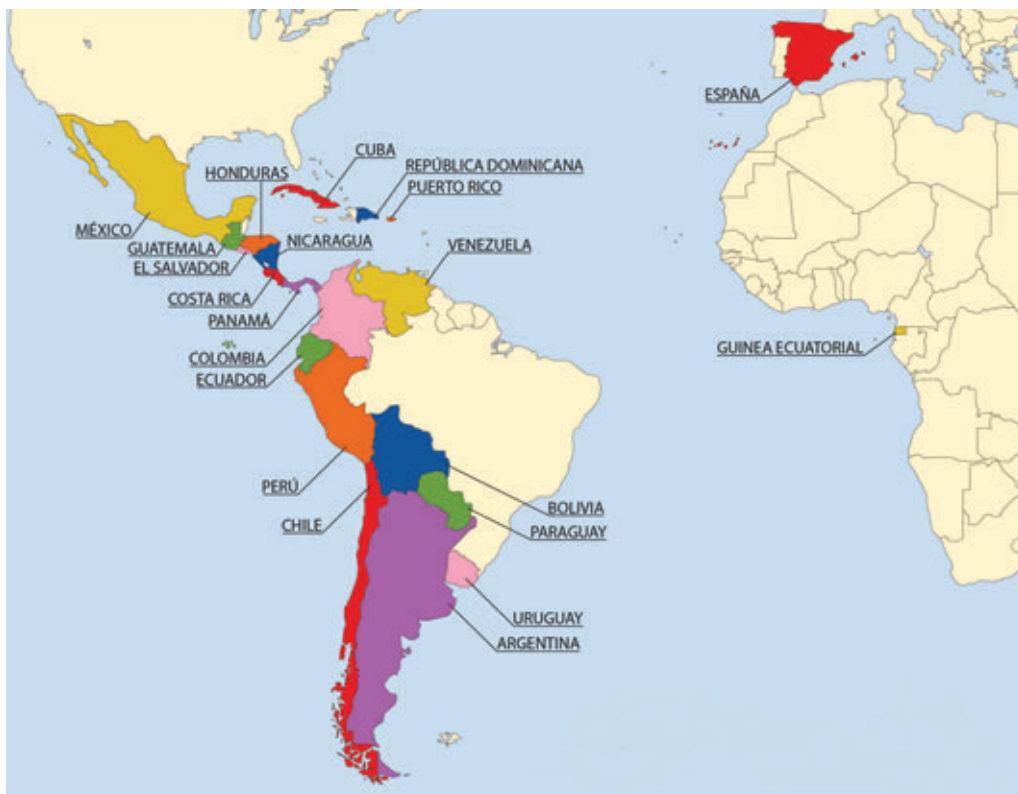 ESPAÑA
CUBA
REPÚBLICA DOMINICANA
HONDURAS
PUERTO RICO
MÉXICO
NICARAGUA
GUATEMALA
VENEZUELA
EL SALVADOR
COSTA RICA
PANAMÁ
GUINEA ECUATORIAL
COLOMBIA
ECUADOR
PERÚ
BOLIVIA
CHILE
PARAGUAY
URUGUAY
ARGENTINA